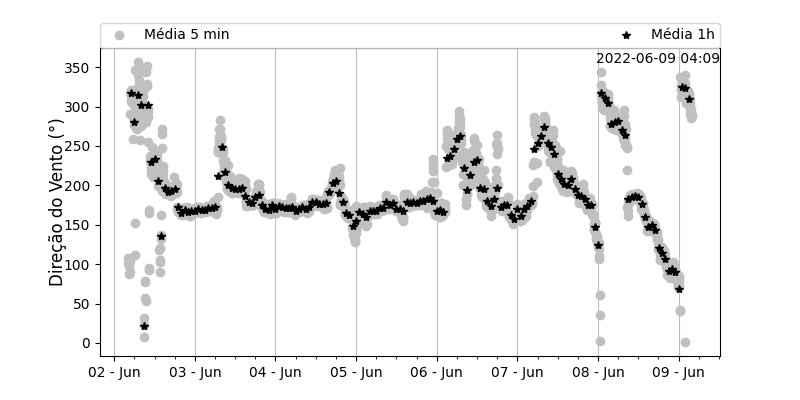 Média 5 min
Média 1h
2022-06-09 04:09
Direção do Vento (°)
350
300
250
200
150
100
50
0
02 - Jun
03 - Jun
04 - Jun
05 - Jun
06 - Jun
07 - Jun
08 - Jun
09 - Jun